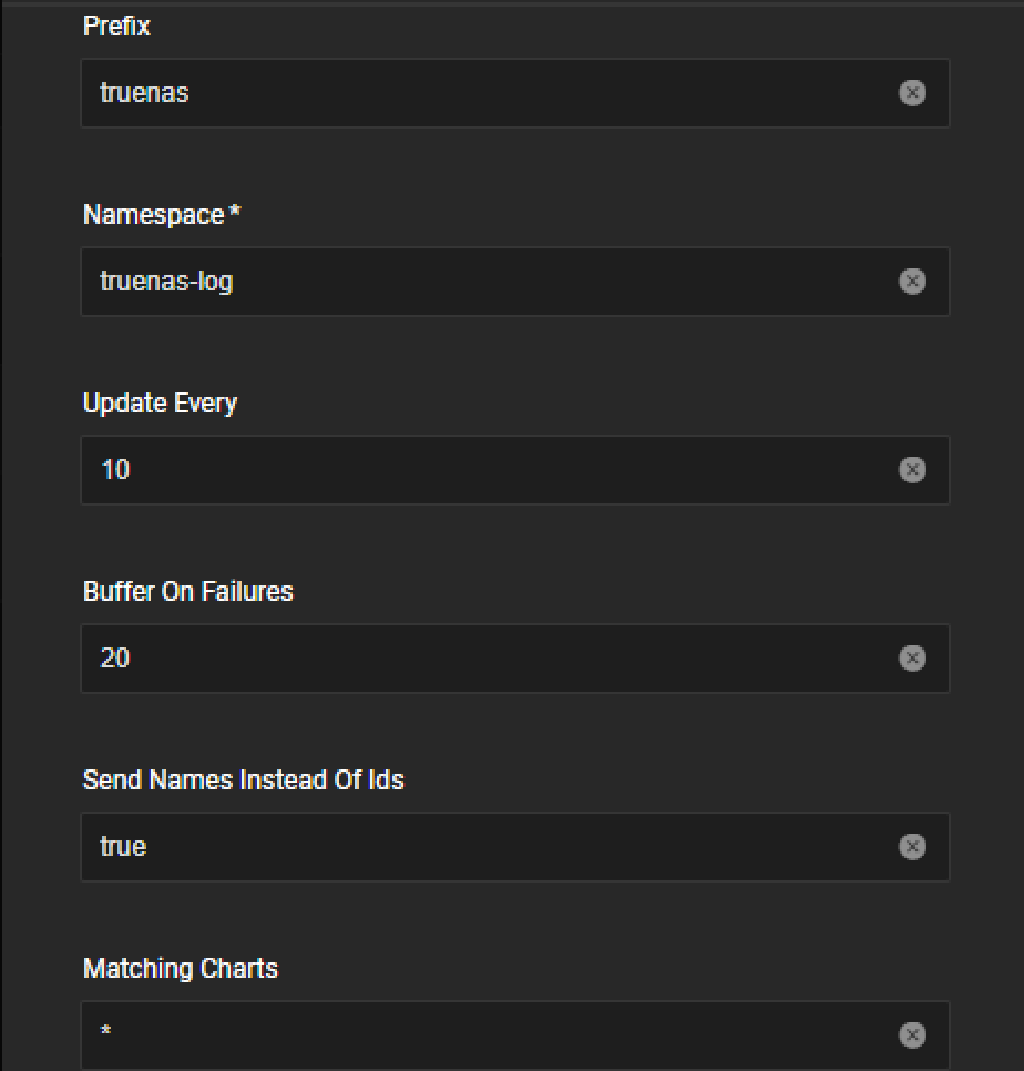 Prefix
truenas
Namespace*
truenas-log
Update Every
10
Buffer On Failures
20
Send Names Instead Of Ids
true
Matching Charts
*